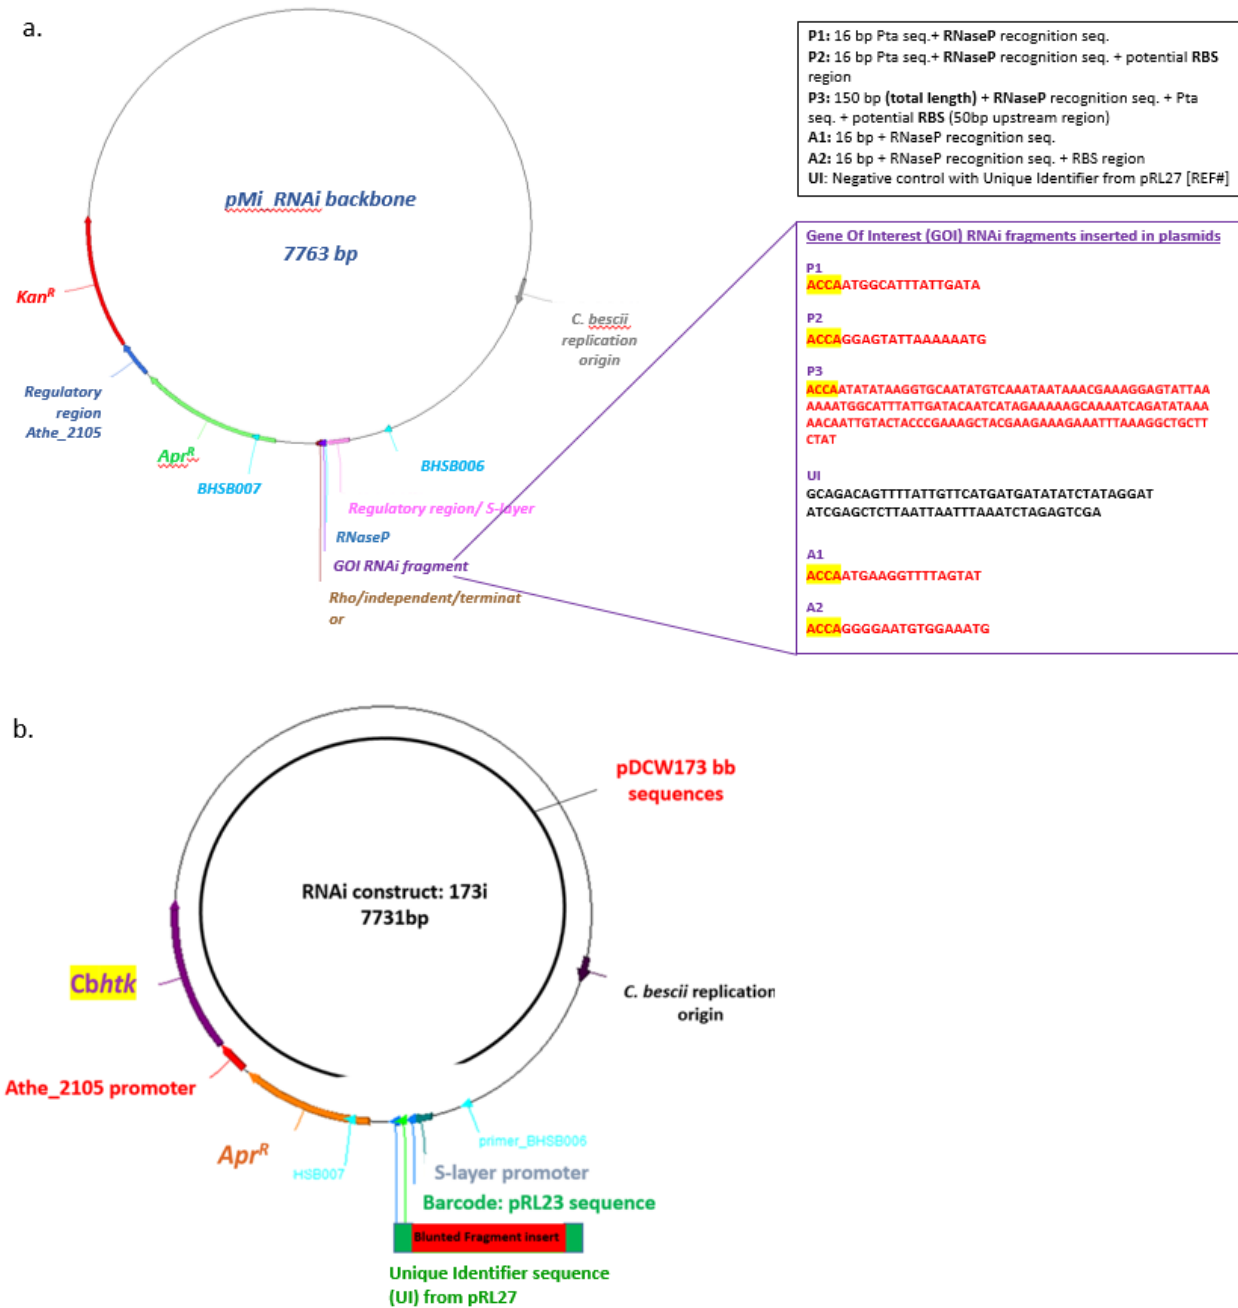 a.
pMi_RNAi backbone
7763 bp
Kan^R
Regulatory
region
Athe_2105
Apr^R
BHSB007
C. bescii
replication
origin
BHSB006
Regulatory region/ S-layer
RNaseP
GOI RNAi fragment
Rho/independent/terminat
or
P1: 16 bp Pta seq.+ RNaseP recognition seq.
P2: 16 bp Pta seq.+ RNaseP recognition seq. + potential RBS
region
P3: 150 bp (total length) + RNaseP recognition seq. + Pta
seq. + potential RBS (50bp upstream region)
A1: 16 bp + RNaseP recognition seq.
A2: 16 bp + RNaseP recognition seq. + RBS region
UI: Negative control with Unique Identifier from pRL27 [REF#]
Gene Of Interest (GOI) RNAi fragments inserted in plasmids
P1
ACCAATGGCATTTATTGATA
P2
ACCAGGAGTATTAAAAAATG
P3
ACCAATATATAAGGTGCAATATGTCAAATAATAAACGAAAGGAGTATTAA
AAAATGGCATTTATTGATACAATCATAGAAAAAGCAAAATCAGATATAAA
AACAATTGTACTACCCGAAAGCTACGAAGAAAGAAATTTAAAGGCTGCTT
CTAT
UI
GCAGACAGTTTTATTGTTCATGATGATATATCTATAGGAT
ATCGAGCTCTTAATTAATTTAAATCTAGAGTCGA
A1
ACCAATGAAGGTTTTAGTAT
A2
ACCAGGGGAATGTGGAAATG
b.
pDCW173 bb
sequences
RNAi construct: 173i
7731bp
Cbhtk
C. bescii replication
origin
Athe_2105 promoter
Apr^R
HSB007
primer_BHSB006
S-layer promoter
Barcode: pRL23 sequence
Blunted Fragment insert
Unique Identifier sequence
(UI) from pRL27